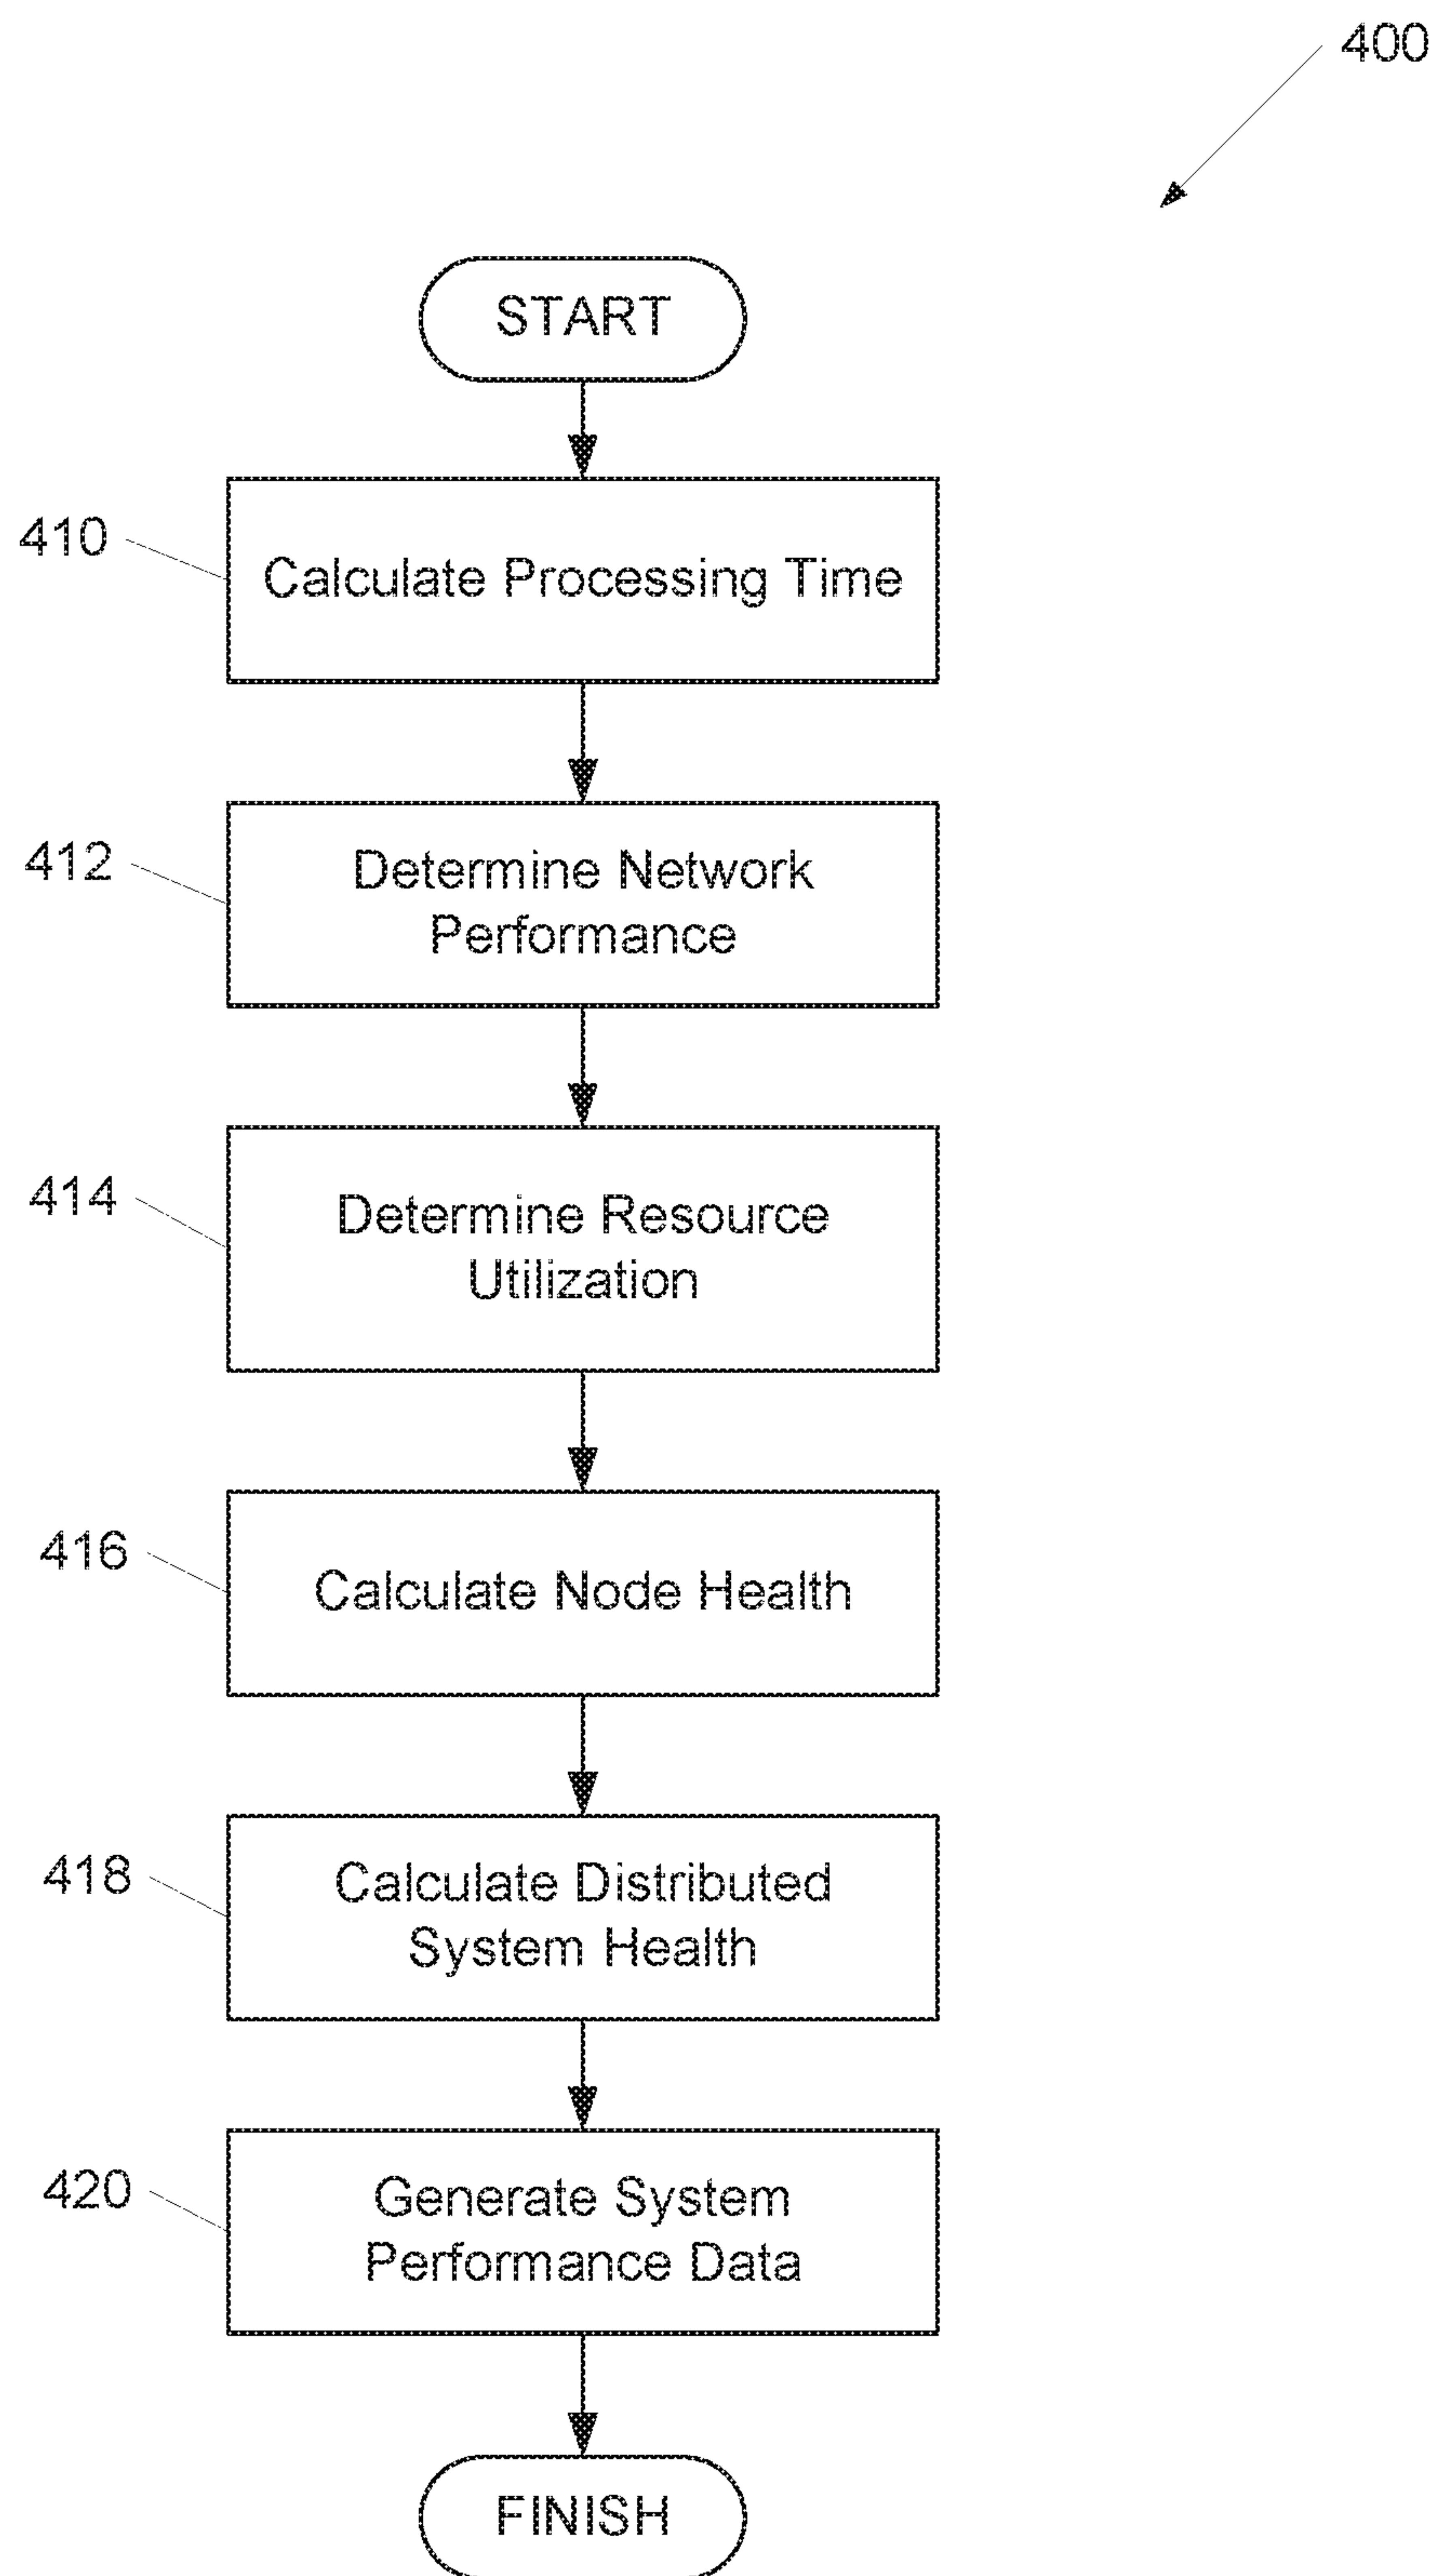 400
START
410
Calculate Processing Time
412
Determine Network
Performance
414
Determine Resource
Utilization
416
Calculate Node Health
418
Calculate Distributed
System Health
420
Generate System
Performance Data
FINISH